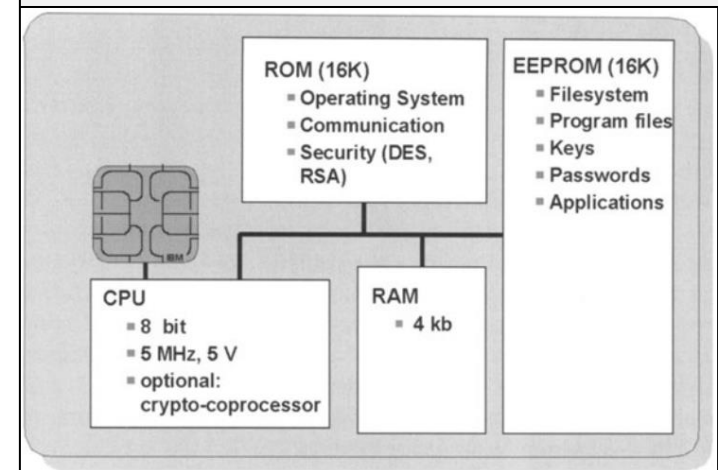 ROM (16K)
Operating System
Communication
Security (DES,
RSA)
EEPROM (16K)
Filesystem
Program files
Keys
Passwords
Applications
IBM
CPU
8 bit
5 MHz, 5 V
optional:
crypto-coprocessor
RAM
4 kb